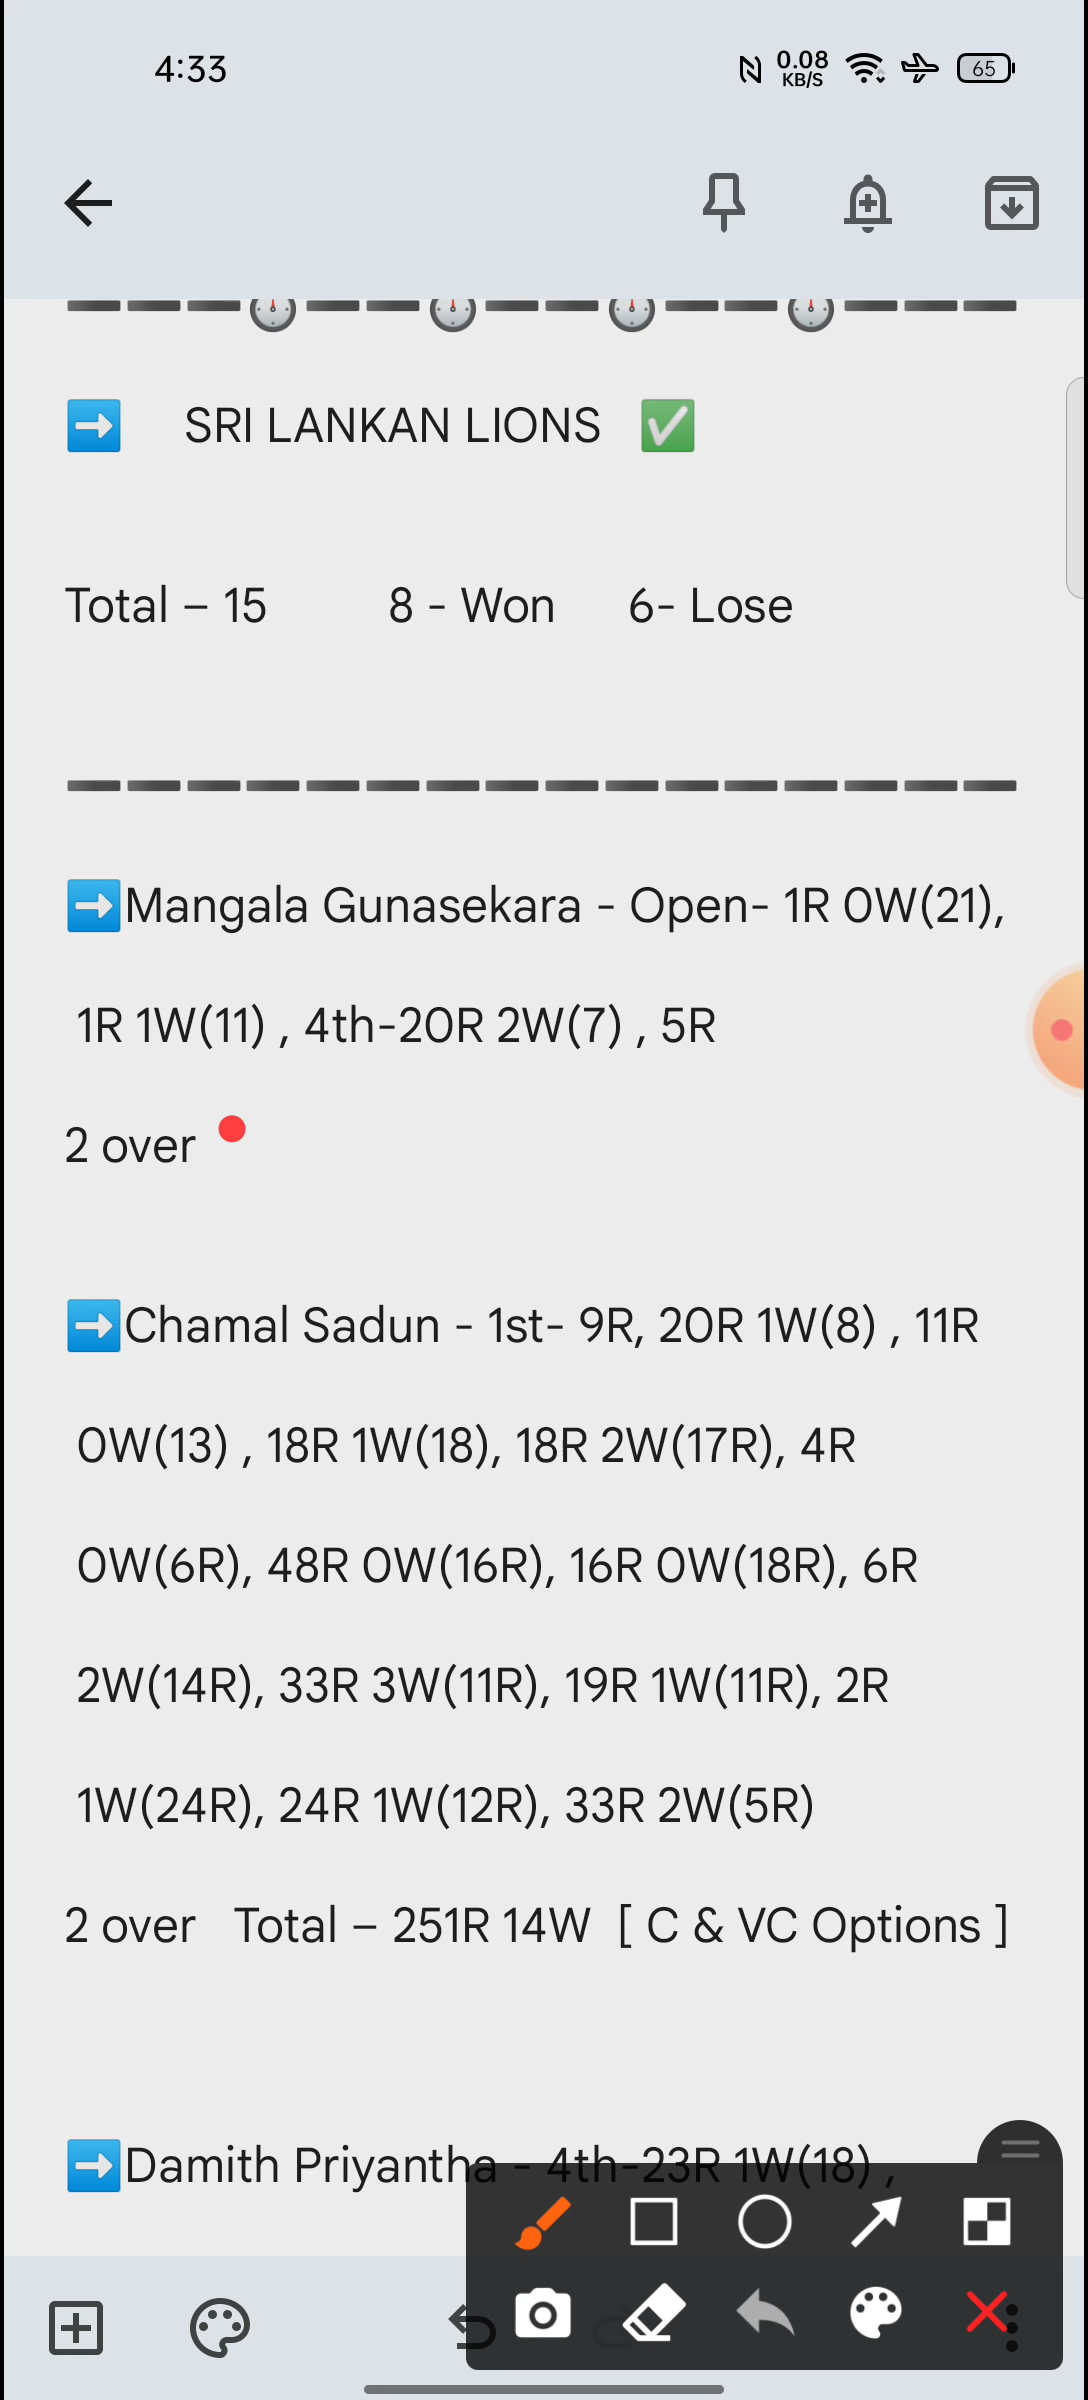 4:33
0.08
KB/S
65
SRI LANKAN LIONS
Total – 15 8 - Won 6- Lose
Mangala Gunasekara - Open- 1R 0W(21),
1R 1W(11) , 4th-20R 2W(7) , 5R
2 over
Chamal Sadun - 1st- 9R, 20R 1W(8) , 11R
0W(13) , 18R 1W(18), 18R 2W(17R), 4R
0W(6R), 48R 0W(16R), 16R 0W(18R), 6R
2W(14R), 33R 3W(11R), 19R 1W(11R), 2R
1W(24R), 24R 1W(12R), 33R 2W(5R)
2 over Total – 251R 14W [ C & VC Options ]
Damith Priyantha - 4th-23R 1W(18) ,